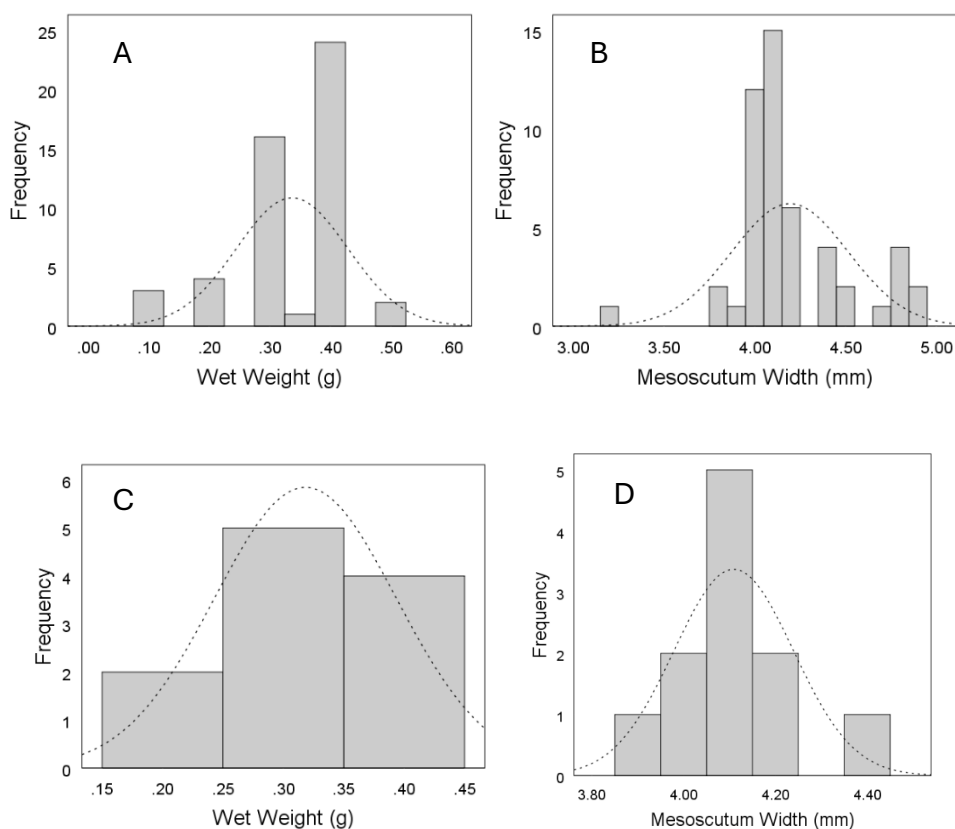 A
Frequency
25
20
15
10
5
0
.00 .10 .20 .30 .40 .50 .60
Wet Weight (g)
B
Frequency
15
10
5
0
3.00 3.50 4.00 4.50 5.00
Mesoscutum Width (mm)
C
Frequency
6
5
4
3
2
1
0
.15 .20 .25 .30 .35 .40 .45
Wet Weight (g)
D
Frequency
5
4
3
2
1
0
3.80 4.00 4.20 4.40
Mesoscutum Width (mm)